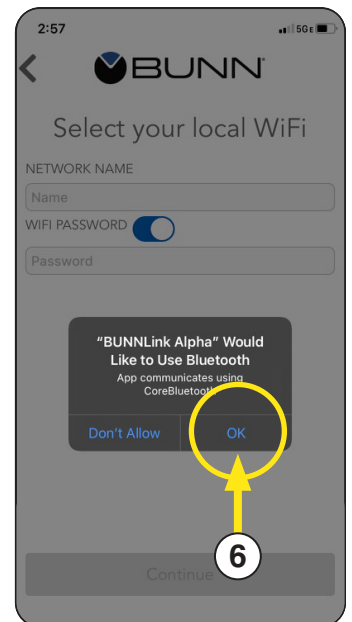 2:57
5GE
BUNN
Select your local WiFi
NETWORK NAME
Name
WIFI PASSWORD
Password
"BUNNLink Alpha" Would
Like to Use Bluetooth
App communicates using
CoreBluetooth
Don't Allow OK
6
Continue